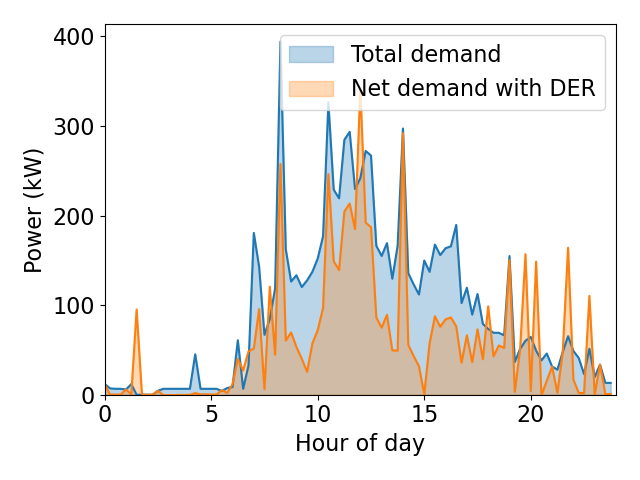 400
300
200
100
0
Power (kW)
Total demand
Net demand with DER
0 5 10 15 20
Hour of day